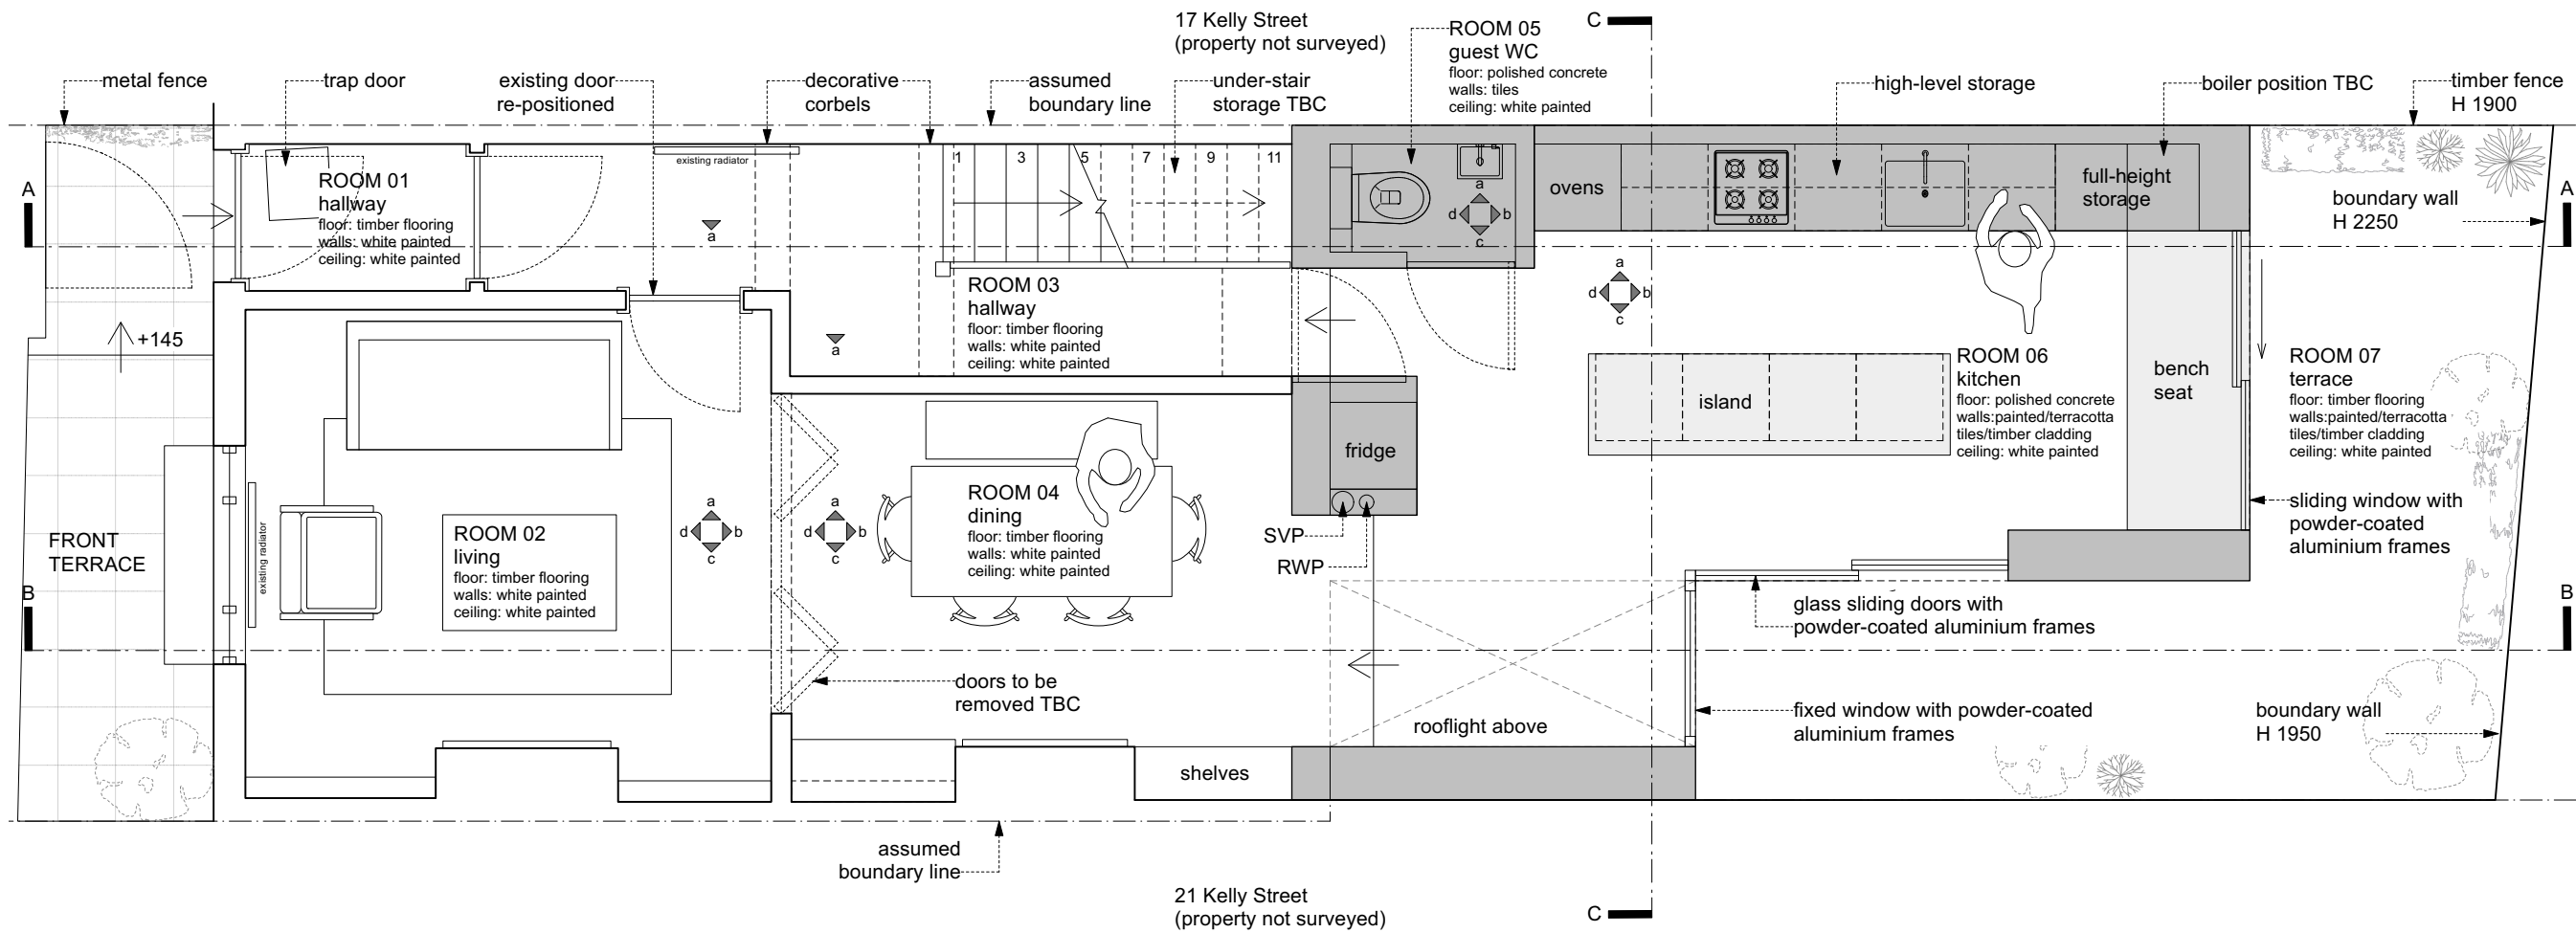 17 Kelly Street
(property not surveyed)
C
ROOM 05
guest WC
floor: polished concrete
walls: tiles
ceiling: white painted
metal fence
trap door
existing door
re-positioned
decorative
corbels
assumed
boundary line
under-stair
storage TBC
high-level storage
boiler position TBC
timber fence
H 1900
A
ROOM 01
hallway
floor: timber flooring
walls: white painted
ceiling: white painted
existing radiator
a
1
3
5
7
9
11
a
d
b
c
ovens
full-height
storage
boundary wall
H 2250
A
+145
a
ROOM 03
hallway
floor: timber flooring
walls: white painted
ceiling: white painted
a
d
b
c
island
ROOM 06
kitchen
floor: polished concrete
walls:painted/terracotta
tiles/timber cladding
ceiling: white painted
bench
seat
ROOM 07
terrace
floor: timber flooring
walls:painted/terracotta
tiles/timber cladding
ceiling: white painted
FRONT
TERRACE
B
existing radiator
ROOM 02
living
floor: timber flooring
walls: white painted
ceiling: white painted
a
d
b
c
a
d
b
c
ROOM 04
dining
floor: timber flooring
walls: white painted
ceiling: white painted
fridge
SVP
RWP
sliding window with
powder-coated
aluminium frames
glass sliding doors with
powder-coated aluminium frames
B
doors to be
removed TBC
rooflight above
fixed window with powder-coated
aluminium frames
boundary wall
H 1950
shelves
assumed
boundary line
21 Kelly Street
(property not surveyed)
C